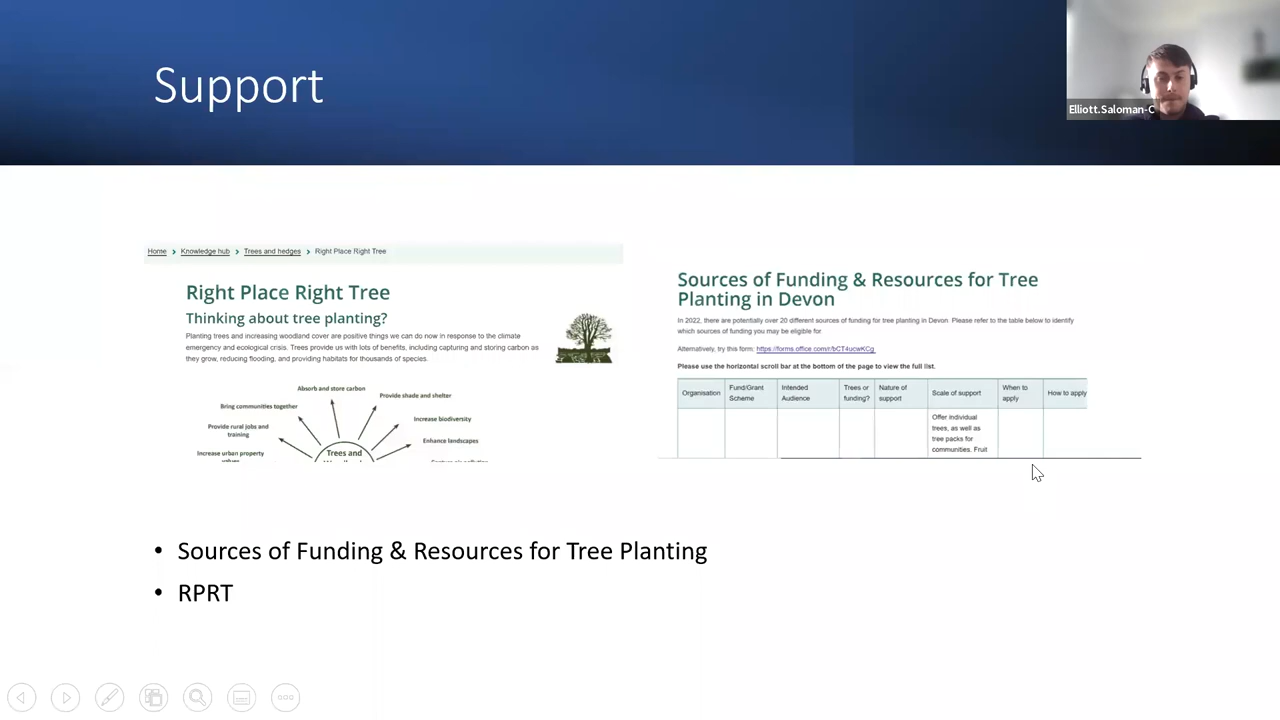 Support
Elliott.Saloman-C
Home > Knowledge hub > Trees and hedges > Right Place Right Tree
Right Place Right Tree
Thinking about tree planting?
Planting trees and increasing woodland cover are positive things we can do now in response to the climate
emergency and ecological crisis. Trees provide us with lots of benefits, including capturing and storing carbon as
they grow, reducing flooding, and providing habitats for thousands of species.
Absorb and store carbon
Provide shade and shelter
Bring communities together
Increase biodiversity
Provide rural jobs and
training
Enhance landscapes
Increase urban property
Trees and
Sources of Funding & Resources for Tree
Planting in Devon
In 2022, there are potentially over 20 different sources of funding for tree planting in Devon. Please refer to the table below to identify
which sources of funding you may be eligible for
Alternatively, try this form: https://forms.office.com/r/bCT4ucwKCg
Please use the horizontal scroll bar at the bottom of the page to view the full list.
Organisation
Fund/Grant
Scheme
Intended
Audience
Trees or
funding?
Nature of
support
Scale of support
When to
apply
How to apply
Offer individual
trees, as well as
tree packs for
communities. Fruit
• Sources of Funding & Resources for Tree Planting
• RPRT